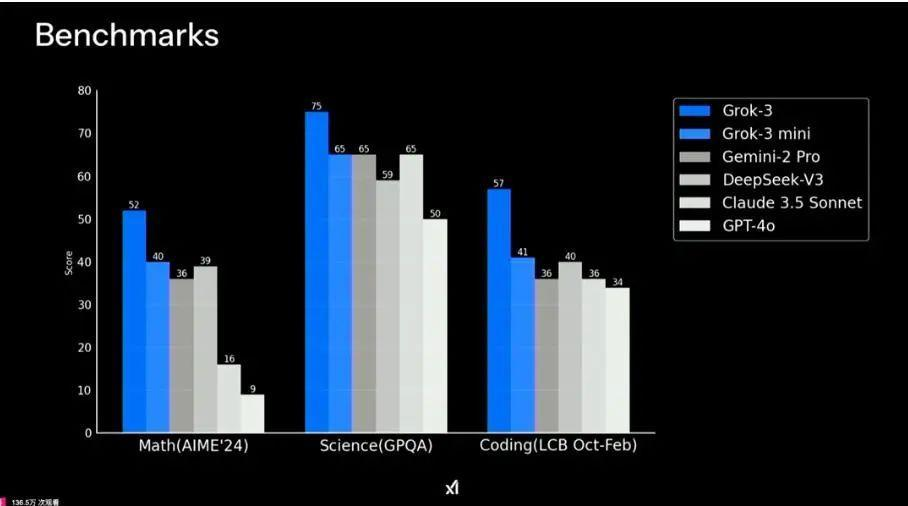 Benchmarks
80
70
60
50
40
30
20
10
0
Score
52
40
36
39
16
9
75
65
65
59
65
50
57
41
36
40
36
34
Math(AIME'24)
Science(GPQA)
Coding(LCB Oct-Feb)
Grok-3
Grok-3 mini
Gemini-2 Pro
DeepSeek-V3
Claude 3.5 Sonnet
GPT-4o
xI
136.5万 次观看